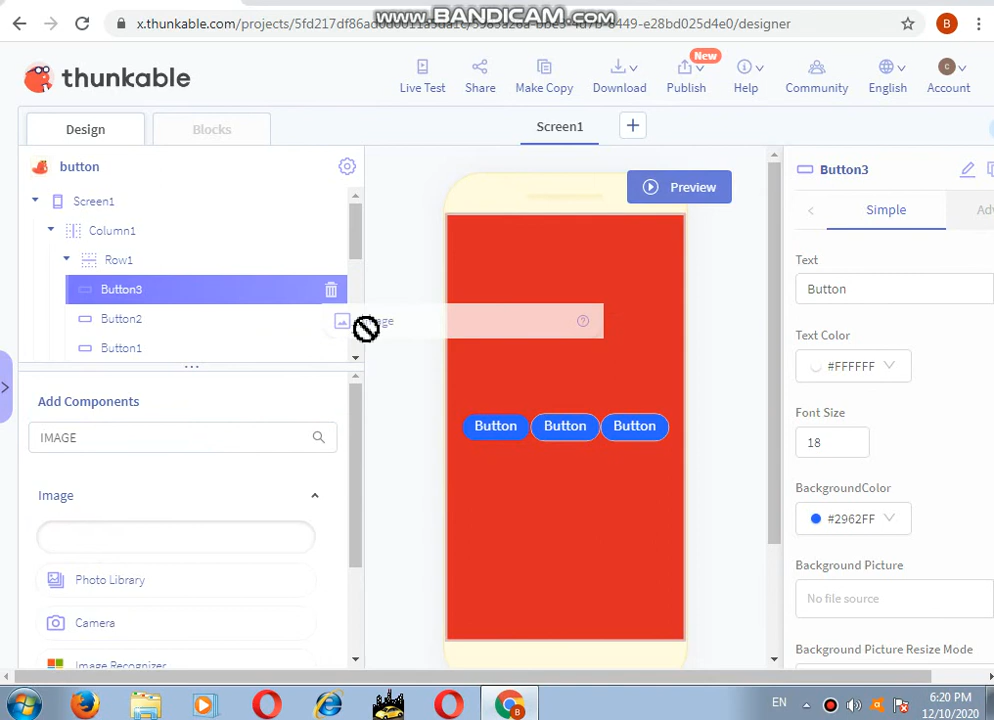 www.BANDICAM.com
x.thunkable.com/projects/
8449-e28bd025d4e0/designer
B
thunkable
New
Live Test
Share
Make Copy
Download
Publish
Help
Community
English
Account
Design
Blocks
Screen1
+
button
Preview
Button3
Screen1
Column1
Row1
Button3
Button2
Button1
Simple
Text
Button
Text Color
#FFFFFF
Font Size
18
Button
Button
Button
Add Components
IMAGE
Image
Photo Library
Camera
Image Recognizer
BackgroundColor
#2962FF
Background Picture
No file source
Background Picture Resize Mode
EN
6:20 PM
12/10/2020